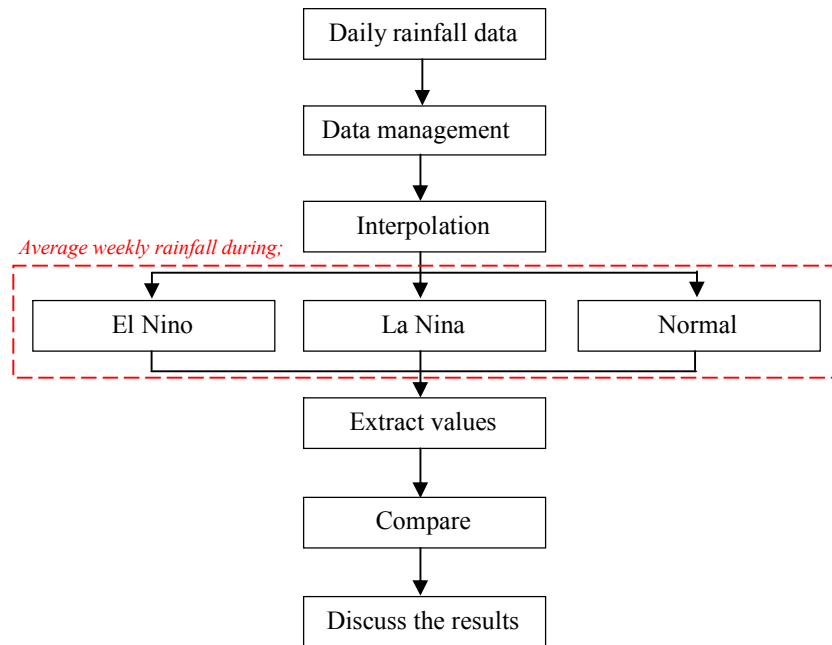 Daily rainfall data
Data management
Interpolation
Average weekly rainfall during;
El Nino
La Nina
Normal
Extract values
Compare
Discuss the results